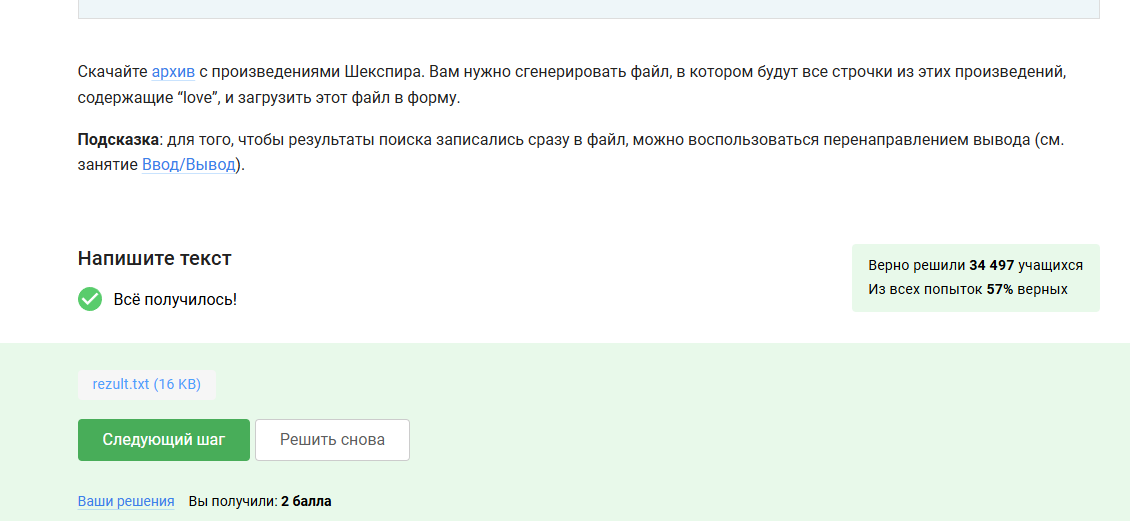 Скачайте архив с произведениями Шекспира. Вам нужно сгенерировать файл, в котором будут все строчки из этих произведений,
содержащие “love”, и загрузить этот файл в форму.
Подсказка: для того, чтобы результаты поиска записались сразу в файл, можно воспользоваться перенаправлением вывода (см.
занятие Ввод/Вывод).
Напишите текст
Всё получилось!
Верно решили 34 497 учащихся
Из всех попыток 57% верных
rezult.txt (16 KB)
Следующий шаг
Решить снова
Ваши решения Вы получили: 2 балла